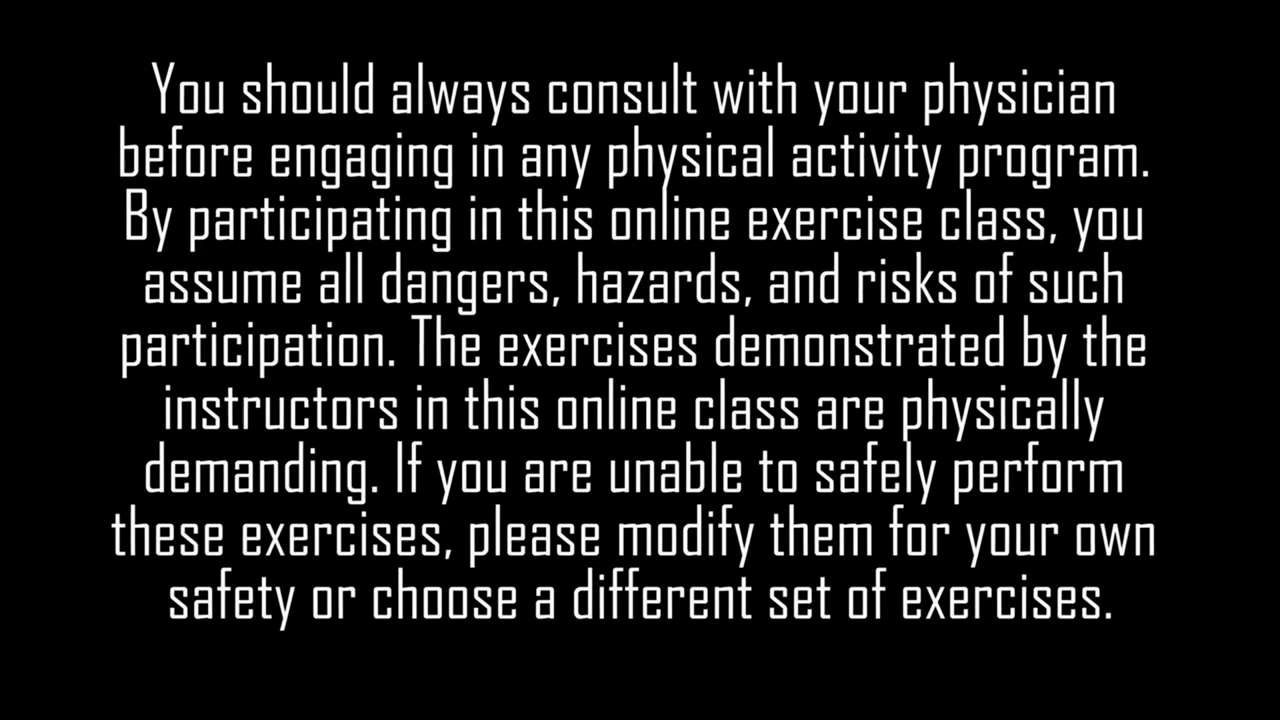 You should always consult with your physician
before engaging in any physical activity program.
By participating in this online exercise class, you
assume all dangers, hazards, and risks of such
participation. The exercises demonstrated by the
instructors in this online class are physically
demanding. If you are unable to safely perform
these exercises, please modify them for your own
safety or choose a different set of exercises.